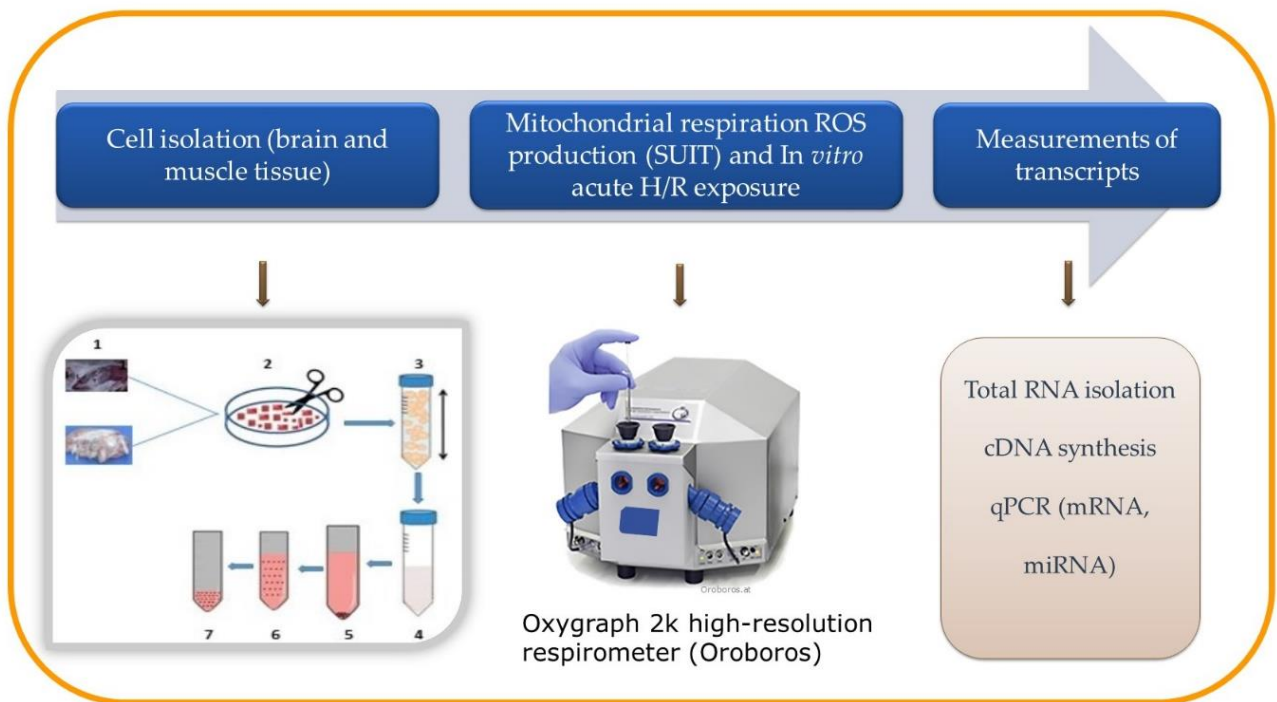 Cell isolation (brain and
muscle tissue)
Mitochondrial respiration ROS
production (SUIT) and In vitro
acute H/R exposure
Measurements of
transcripts
1
2
3
7
6
5
4
Oroboros.at
Oxygraph 2k high-resolution
respirometer (Oroboros)
Total RNA isolation
cDNA synthesis
qPCR (mRNA,
miRNA)